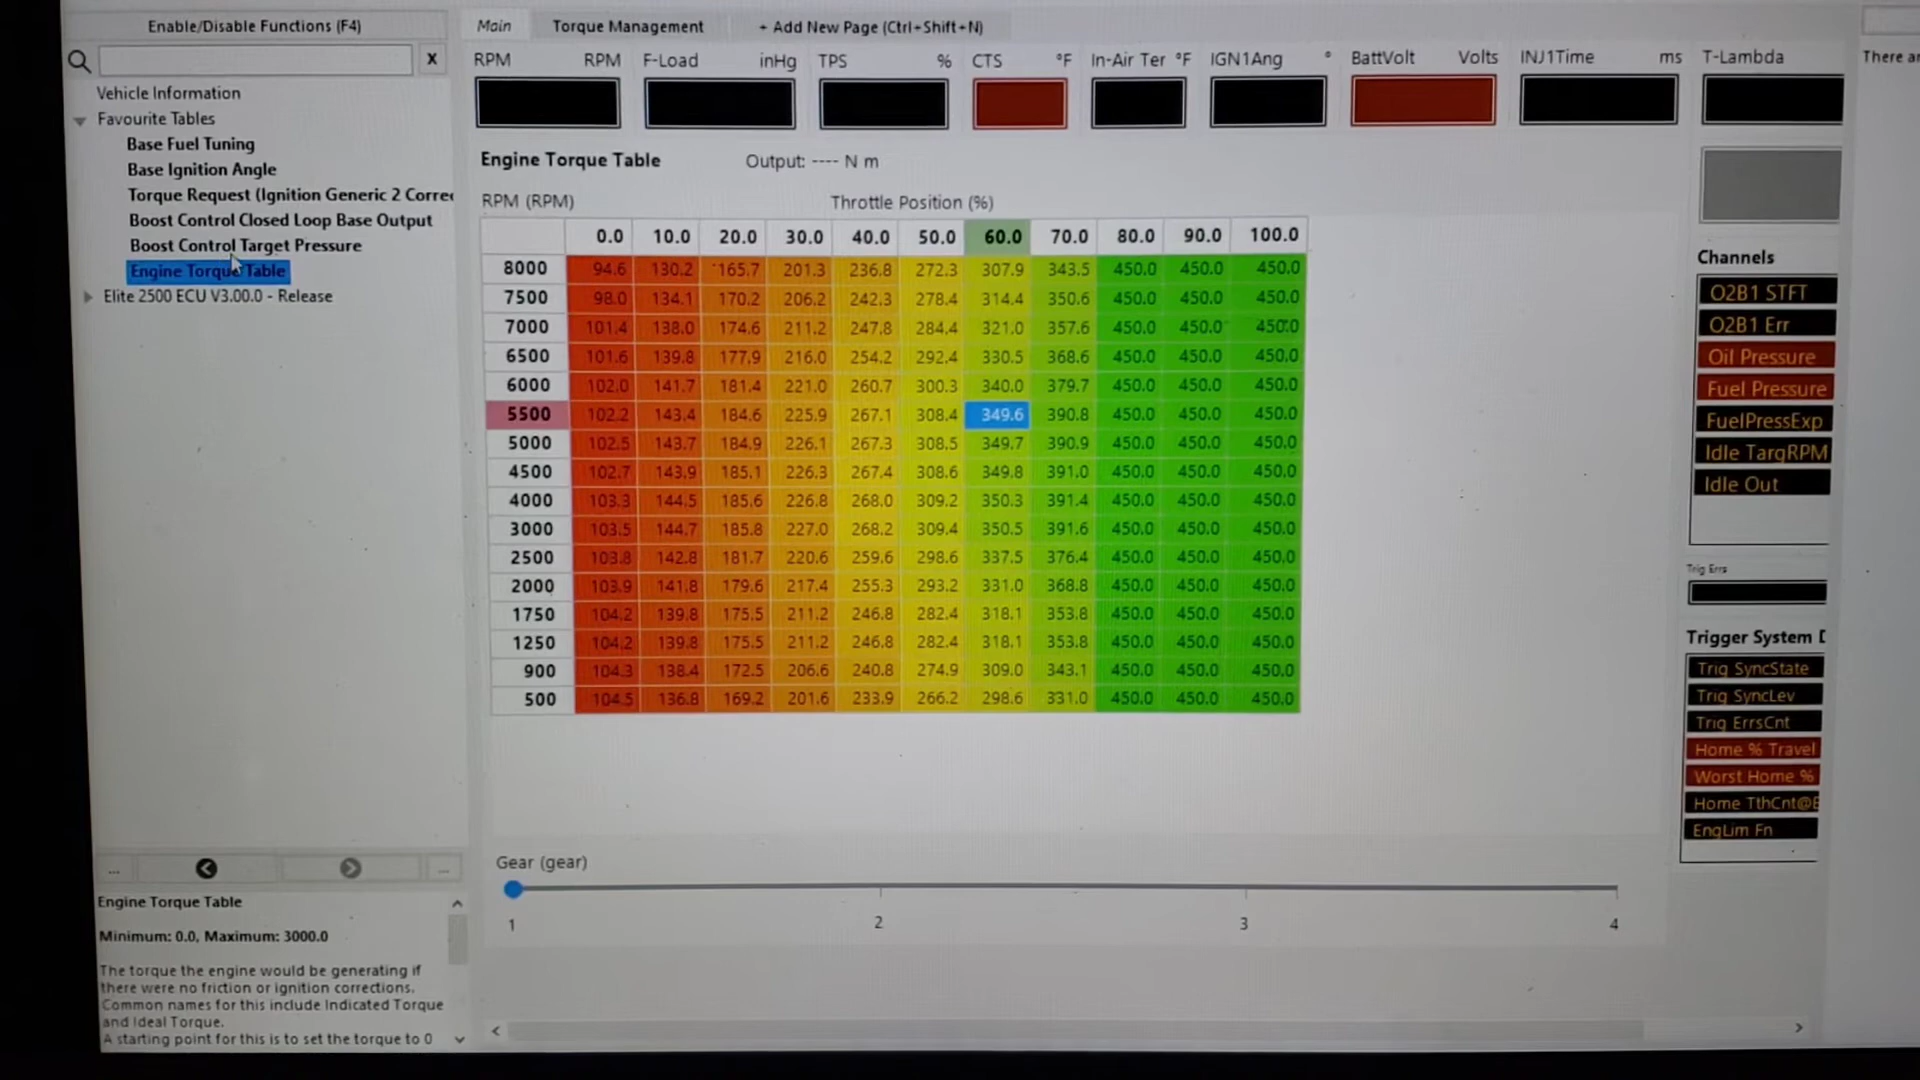 Enable/Disable Functions (F4)
x
Vehicle Information
Favourite Tables
Base Fuel Tuning
Base Ignition Angle
Torque Request (Ignition Generic 2 Correc
Boost Control Closed Loop Base Output
Boost Control Target Pressure
Engine Torque Table
Elite 2500 ECU V3.00.0 - Release
... ...
Engine Torque Table
Minimum: 0.0, Maximum: 3000.0
The torque the engine would be generating if
there were no friction or ignition corrections.
Common names for this include Indicated Torque
and Ideal Torque.
A starting point for this is to set the torque to 0
Main Torque Management + Add New Page (Ctrl+Shift+N)
RPM RPM F-Load inHg TPS % CTS °F In-Air Ter °F IGN1Ang ° BattVolt Volts INJ1Time ms T-Lambda
Engine Torque Table Output: ---- N m
RPM (RPM) Throttle Position (%)
0.0 10.0 20.0 30.0 40.0 50.0 60.0 70.0 80.0 90.0 100.0
8000 94.6 130.2 165.7 201.3 236.8 272.3 307.9 343.5 450.0 450.0 450.0
7500 98.0 134.1 170.2 206.2 242.3 278.4 314.4 350.6 450.0 450.0 450.0
7000 101.4 138.0 174.6 211.2 247.8 284.4 321.0 357.6 450.0 450.0 450.0
6500 101.6 139.8 177.9 216.0 254.2 292.4 330.5 368.6 450.0 450.0 450.0
6000 102.0 141.7 181.4 221.0 260.7 300.3 340.0 379.7 450.0 450.0 450.0
5500 102.2 143.4 184.6 225.9 267.1 308.4 349.6 390.8 450.0 450.0 450.0
5000 102.5 143.7 184.9 226.1 267.3 308.5 349.7 390.9 450.0 450.0 450.0
4500 102.7 143.9 185.1 226.3 267.4 308.6 349.8 391.0 450.0 450.0 450.0
4000 103.3 144.5 185.6 226.8 268.0 309.2 350.3 391.4 450.0 450.0 450.0
3000 103.5 144.7 185.8 227.0 268.2 309.4 350.5 391.6 450.0 450.0 450.0
2500 103.8 142.8 181.7 220.6 259.6 298.6 337.5 376.4 450.0 450.0 450.0
2000 103.9 141.8 179.6 217.4 255.3 293.2 331.0 368.8 450.0 450.0 450.0
1750 104.2 139.8 175.5 211.2 246.8 282.4 318.1 353.8 450.0 450.0 450.0
1250 104.2 139.8 175.5 211.2 246.8 282.4 318.1 353.8 450.0 450.0 450.0
900 104.3 138.4 172.5 206.6 240.8 274.9 309.0 343.1 450.0 450.0 450.0
500 104.5 136.8 169.2 201.6 233.9 266.2 298.6 331.0 450.0 450.0 450.0
Gear (gear)
1 2 3 4
Channels
O2B1 STFT
O2B1 Err
Oil Pressure
Fuel Pressure
FuelPressExp
Idle TargRPM
Idle Out
Trig Errs
Trigger System D
Trig SyncState
Trig SyncLev
Trig ErrsCnt
Home % Travel
Worst Home %
Home TthCnt@E
EngLim Fn
There ar